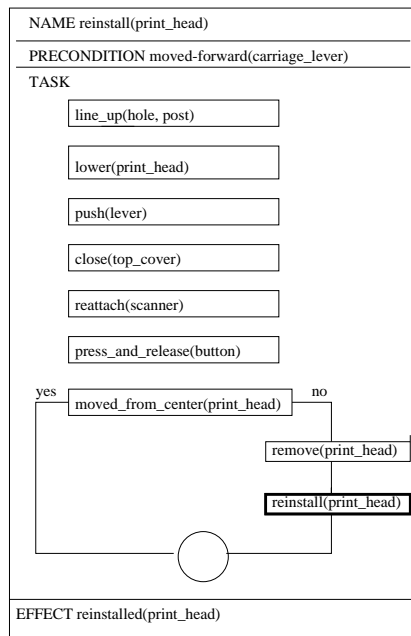 NAME reinstall(print_head)
PRECONDITION moved-forward(carriage_lever)
TASK
line_up(hole, post)
lower(print_head)
push(lever)
close(top_cover)
reattach(scanner)
press_and_release(button)
yes
moved_from_center(print_head)
no
remove(print_head)
reinstall(print_head)
EFFECT reinstalled(print_head)